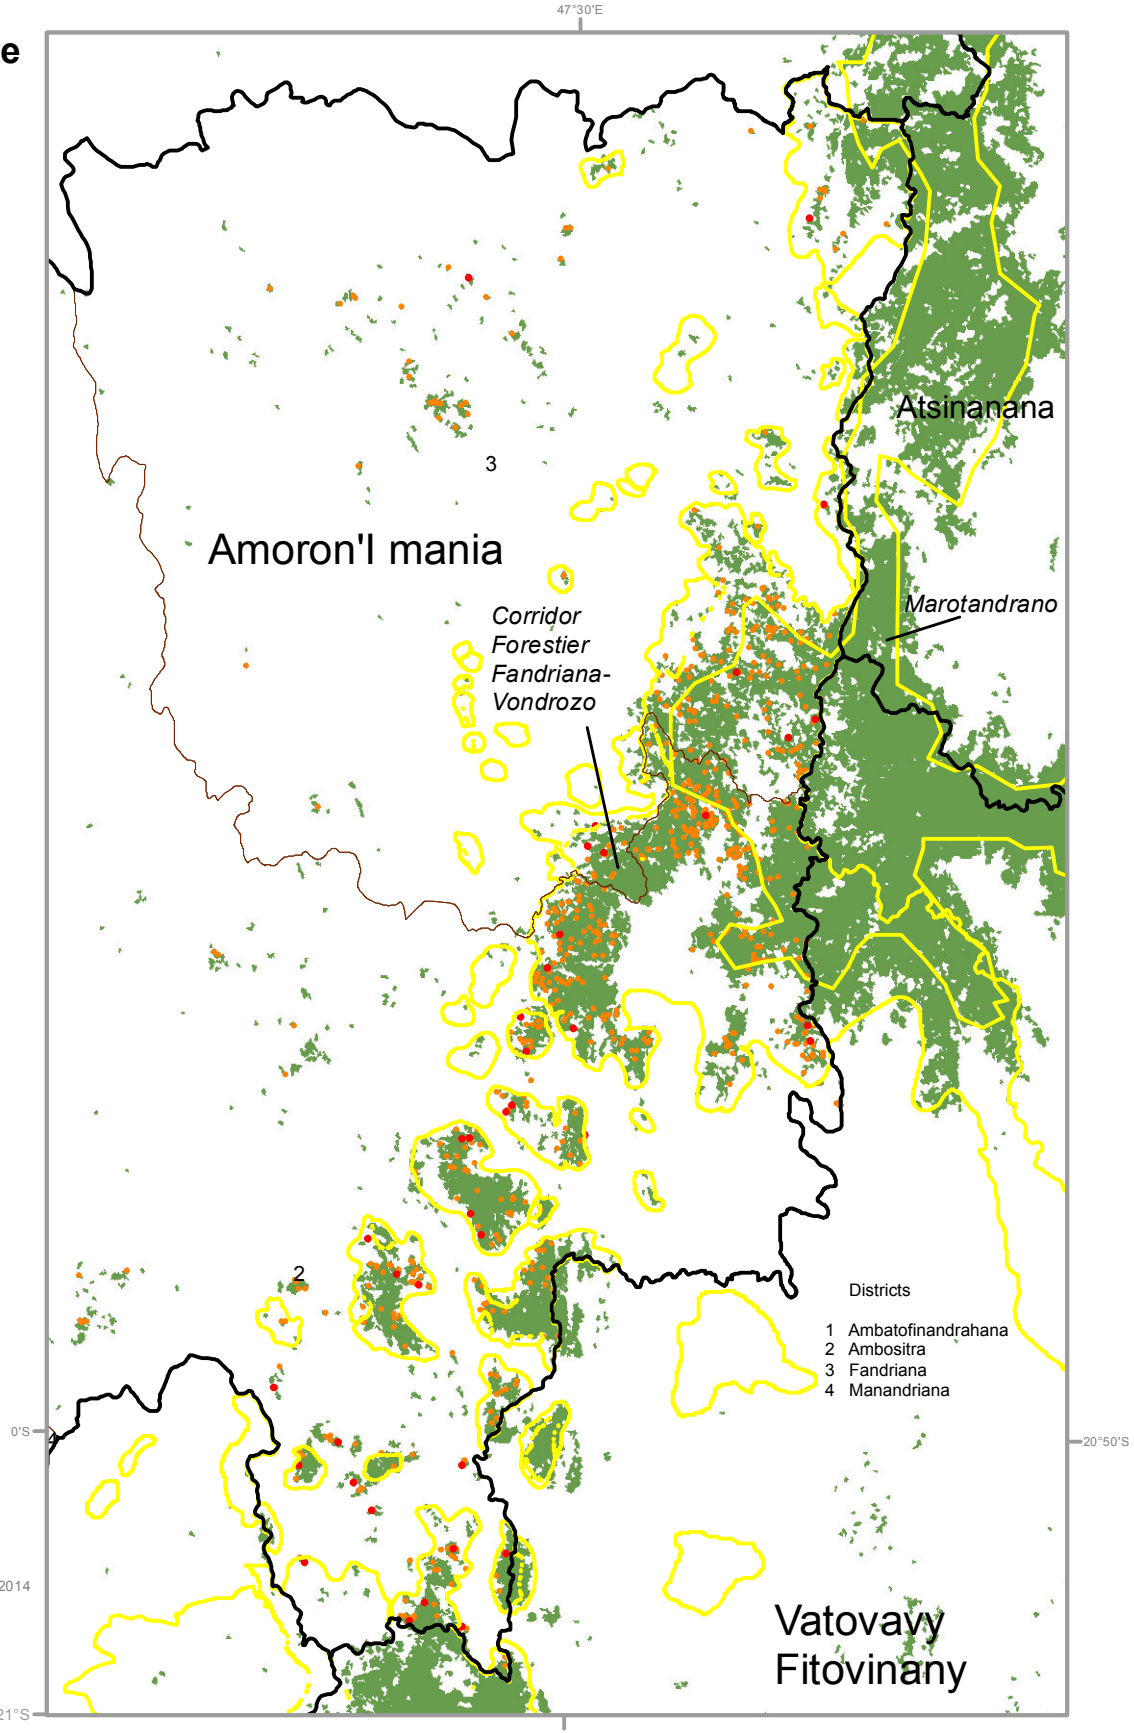 47°30'E
e
Atsinanana
3
Amoron'I mania
Corridor
Forestier
Fandriana-
Vondrozo
Marotandrano
2
Districts
1 Ambatofinandrahana
2 Ambositra
3 Fandriana
4 Manandriana
0'S
4
20°50'S
2014
Vatovavy
Fitovinany
21°S